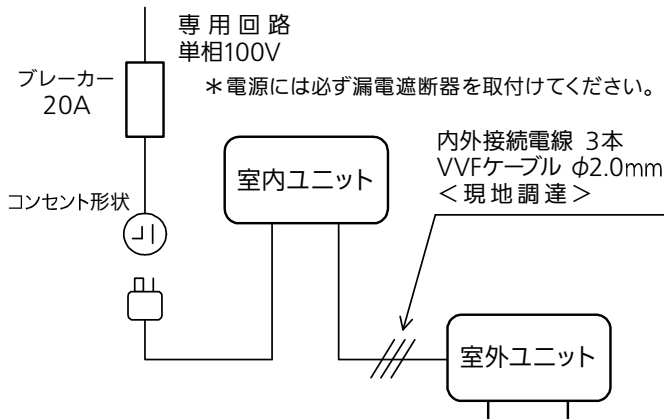 専用回路
単相100V
ブレーカー
20A
＊電源には必ず漏電遮断器を取付けてください。
内外接続電線 3本
VVFケーブル φ2.0mm
＜現地調達＞
室内ユニット
コンセント形状
室外ユニット